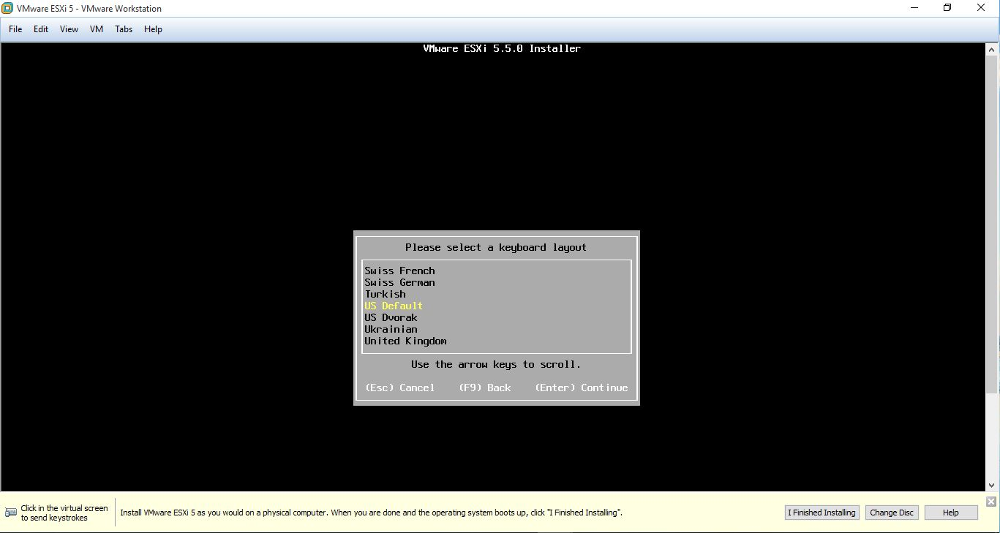 VMware ESXi 5 - VMware Workstation
File Edit View VM Tabs Help
VMware ESXi 5.5.0 Installer
Please select a keyboard layout
Swiss French
Swiss German
Turkish
US Default
US Dvorak
Ukrainian
United Kingdom
Use the arrow keys to scroll.
(Esc) Cancel (F9) Back (Enter) Continue
Click in the virtual screen
to send keystrokes
Install VMware ESXi 5 as you would on a physical computer. When you are done and the operating system boots up, click "I Finished Installing".
I Finished Installing Change Disc Help